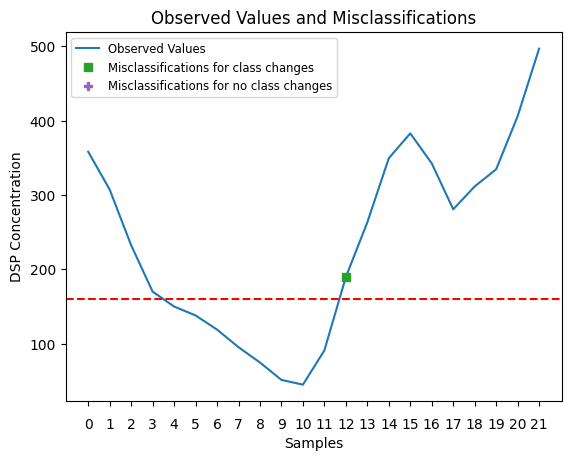 Observed Values and Misclassifications
Observed Values
Misclassifications for class changes
Misclassifications for no class changes
500
400
300
200
100
DSP Concentration
0 1 2 3 4 5 6 7 8 9 10 11 12 13 14 15 16 17 18 19 20 21
Samples